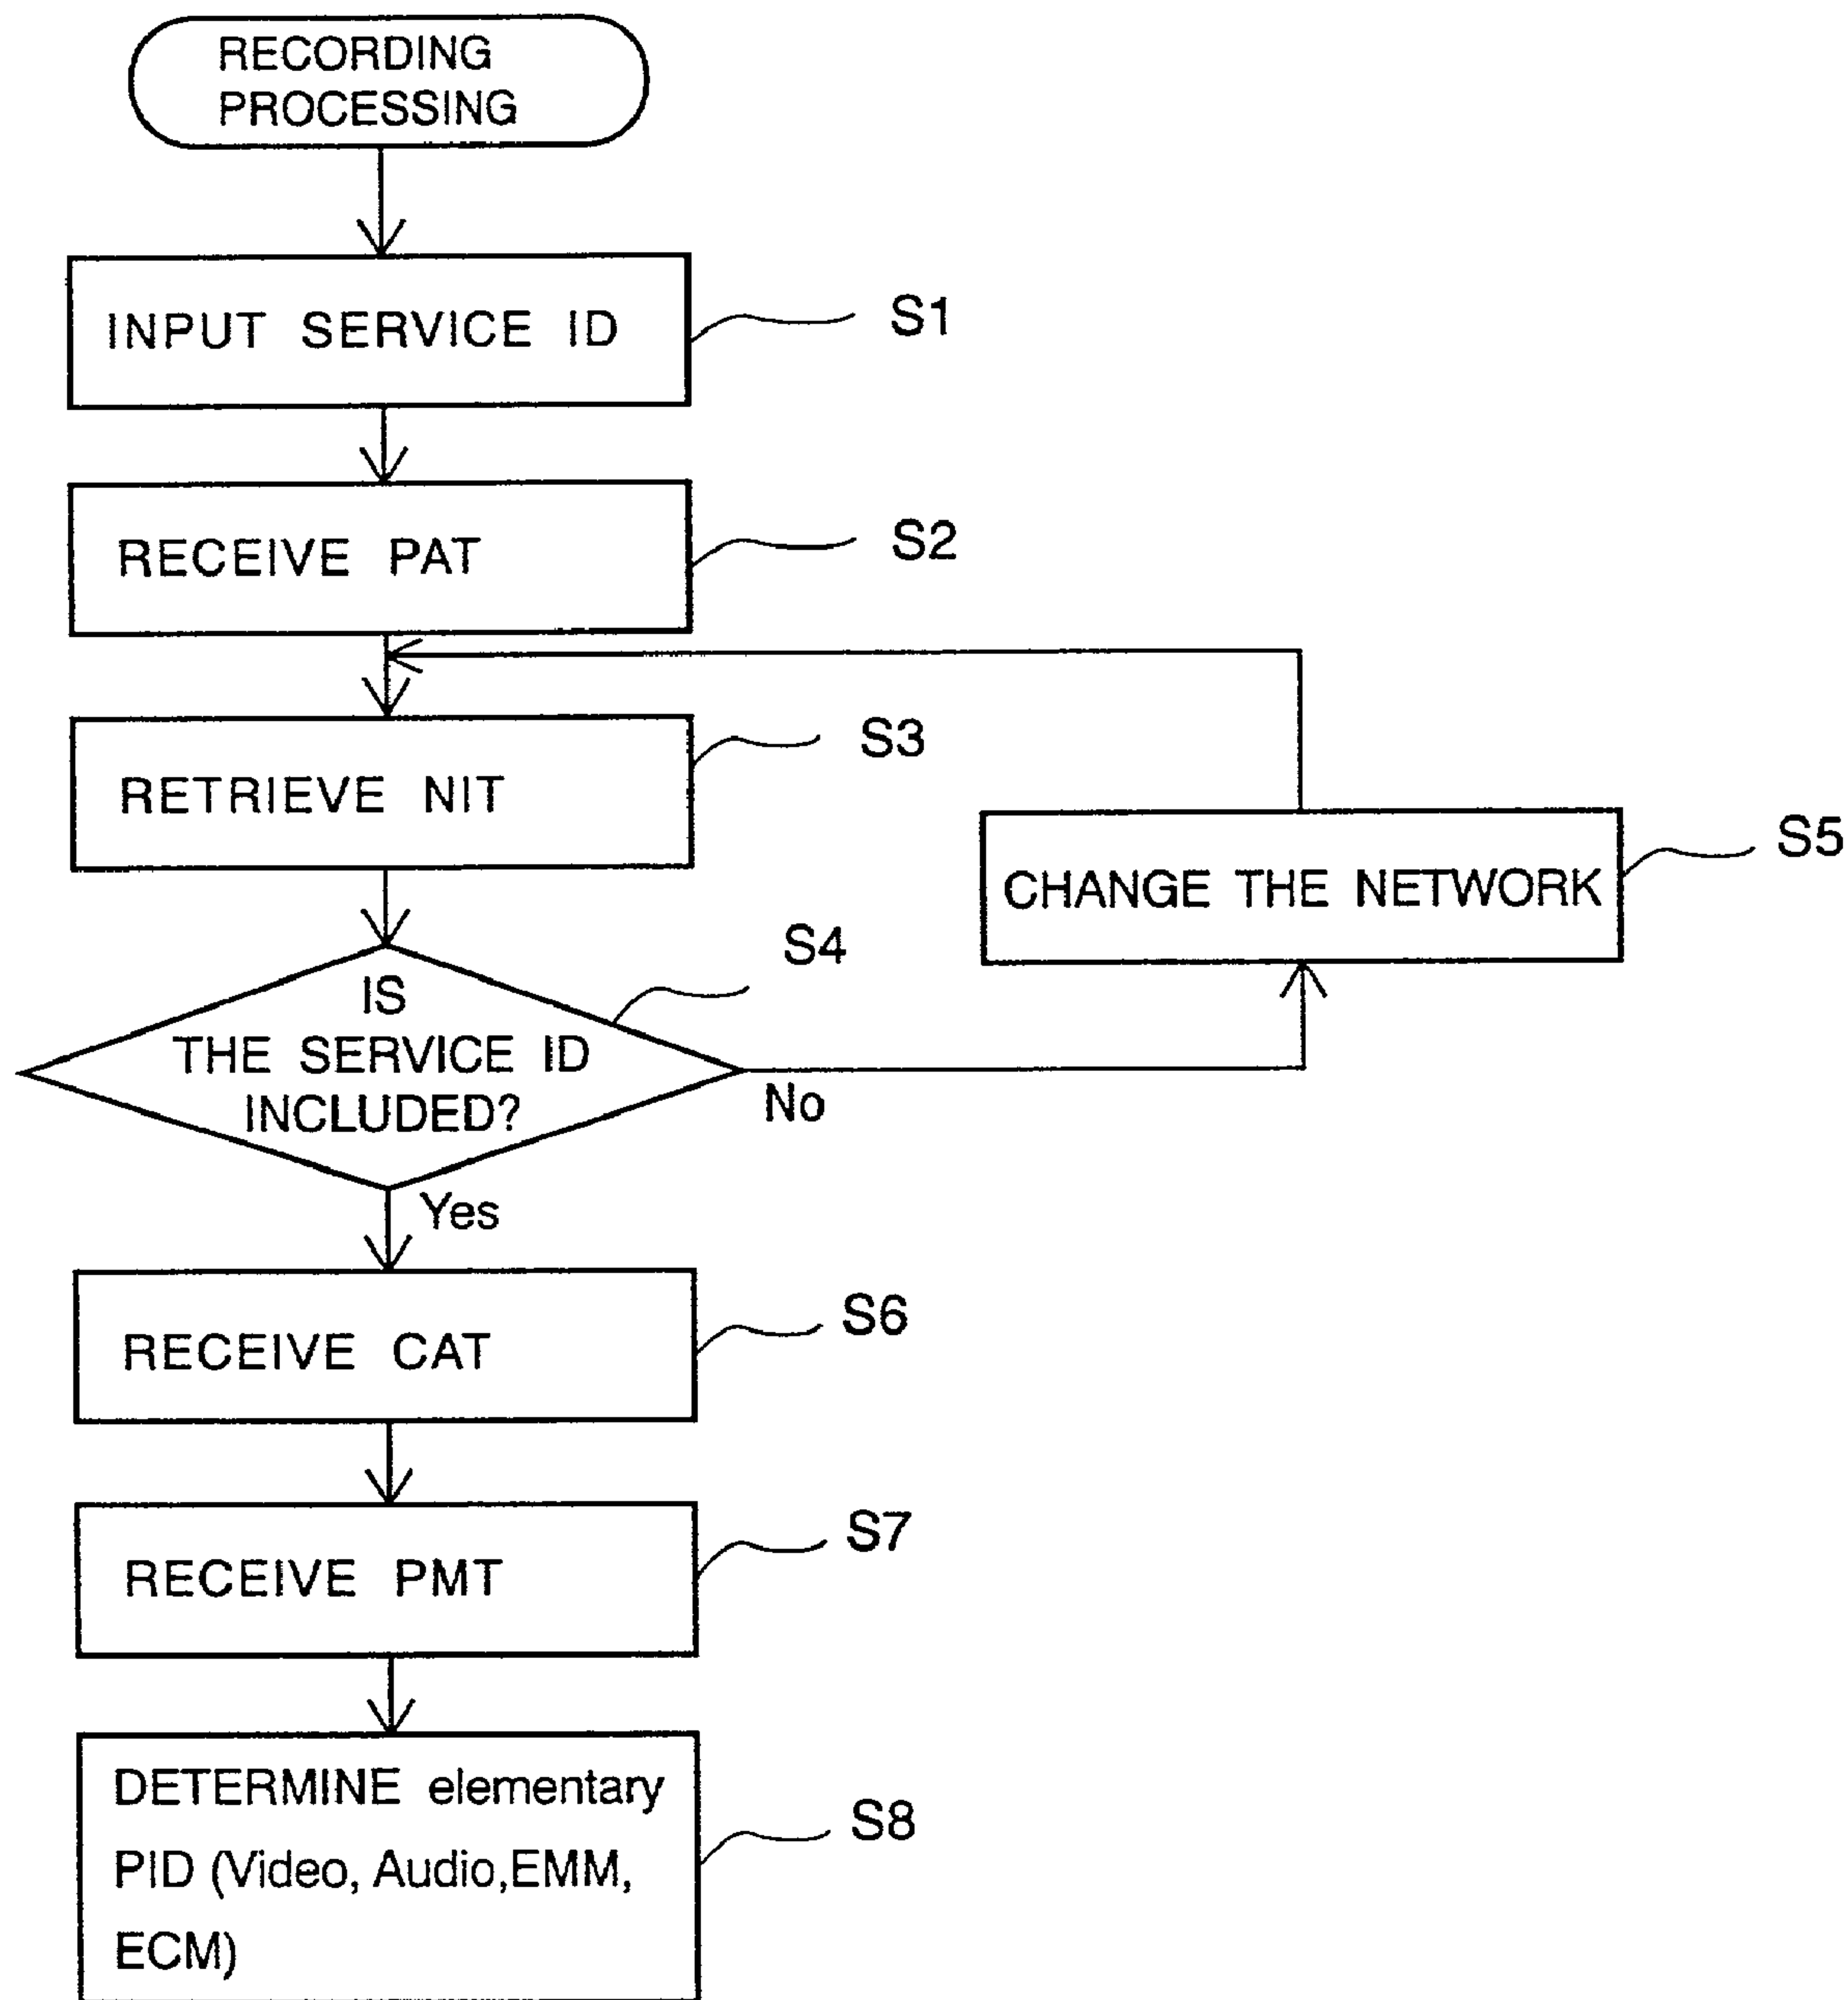 RECORDING
PROCESSING
INPUT SERVICE ID
S1
RECEIVE PAT
S2
RETRIEVE NIT
S3
CHANGE THE NETWORK
S5
S4
IS
THE SERVICE ID
INCLUDED?
No
Yes
RECEIVE CAT
S6
RECEIVE PMT
S7
DETERMINE elementary
PID (Video, Audio,EMM,
ECM)
S8